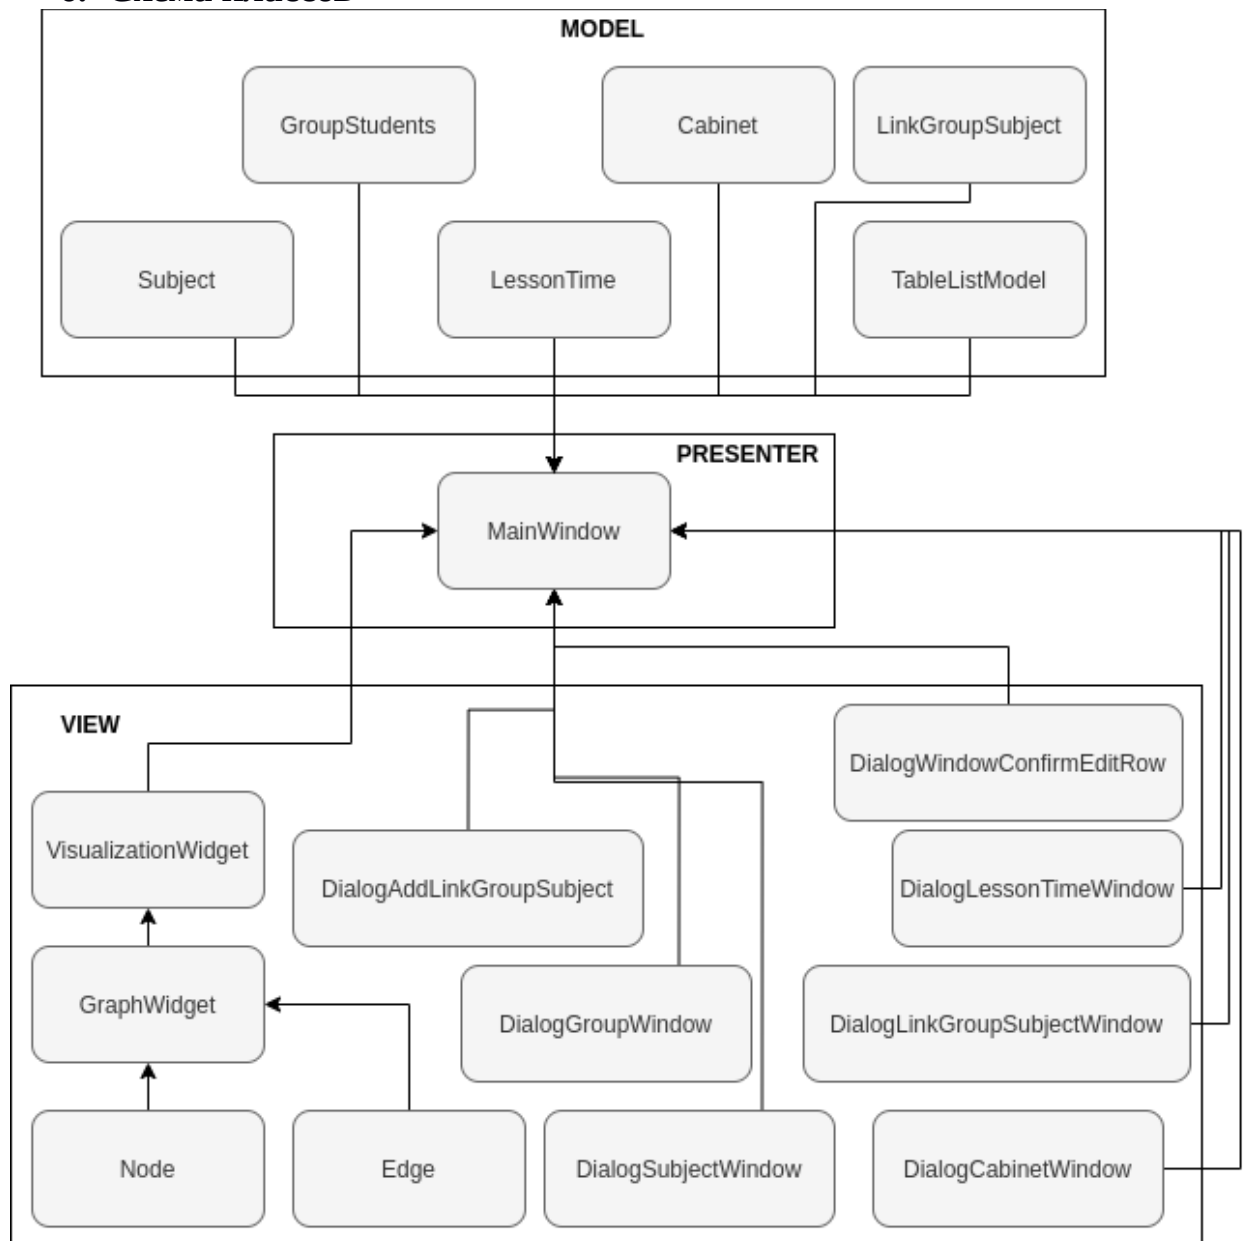 MODEL
GroupStudents
Cabinet
LinkGroupSubject
Subject
LessonTime
TableListModel
PRESENTER
MainWindow
VIEW
DialogWindowConfirmEditRow
VisualizationWidget
DialogAddLinkGroupSubject
DialogLessonTimeWindow
GraphWidget
DialogGroupWindow
DialogLinkGroupSubjectWindow
Node
Edge
DialogSubjectWindow
DialogCabinetWindow